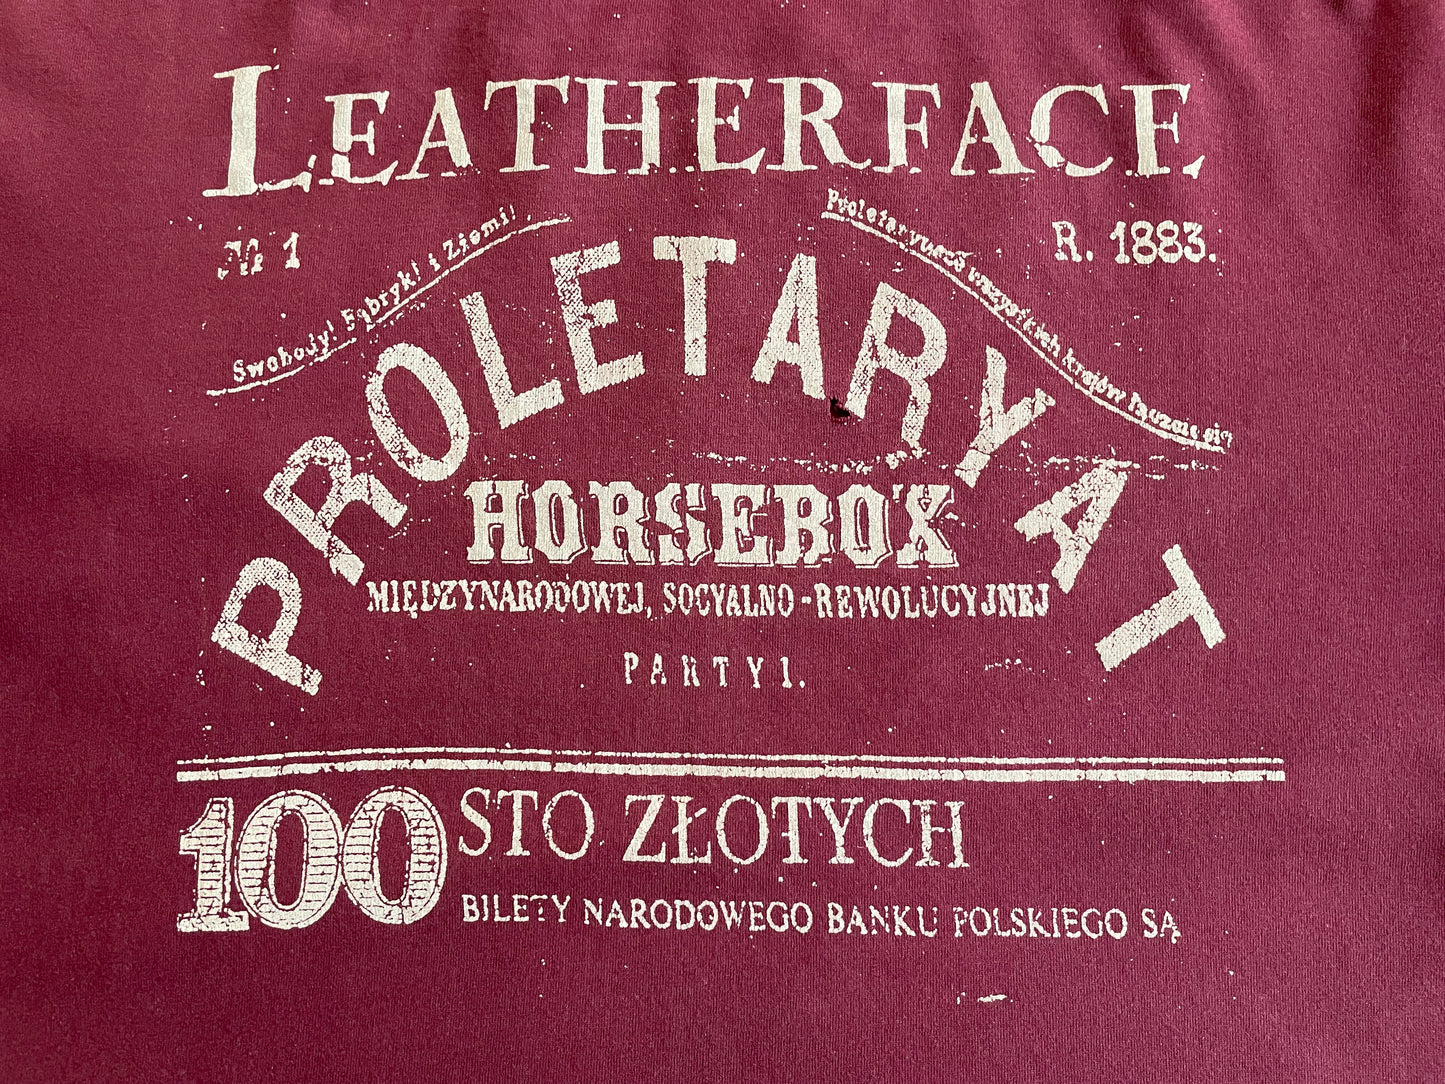 LEATHERFACE
№ 1
R. 1883.
Swobody! Fabryk! i Ziemi!
Proletaryusze wszystkich krajów łączcie się
PROLETARYAT
HORSEBOX
MIĘDZYNARODOWEJ, SOCYALNO-REWOLUCYJNEJ
PARTYI.
100 STO ZŁOTYCH
BILETY NARODOWEGO BANKU POLSKIEGO SĄ